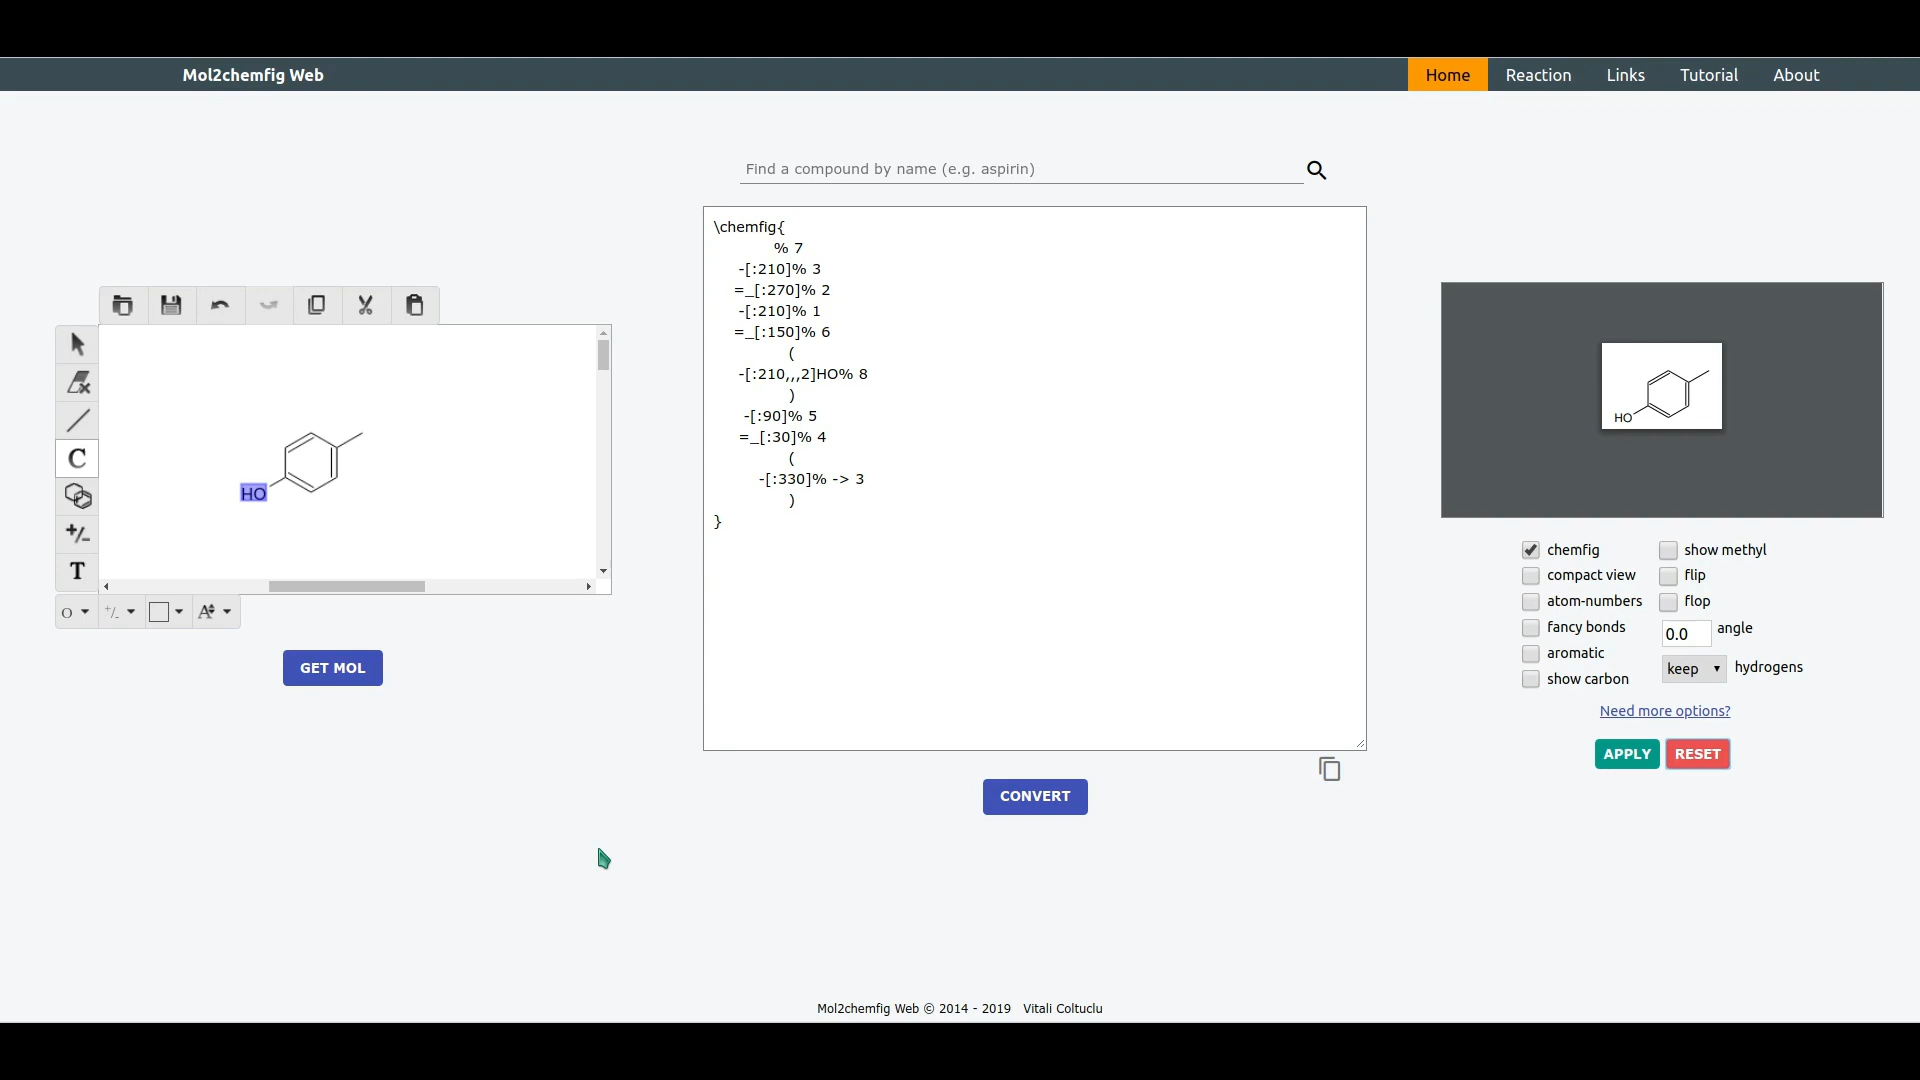 Mol2chemfig Web
Home Reaction Links Tutorial About
Find a compound by name (e.g. aspirin)
\chemfig{
% 7
-[:210]% 3
=_[:270]% 2
-[:210]% 1
=_[:150]% 6
(
-[:210,,,2]HO% 8
)
-[:90]% 5
=_[:30]% 4
(
-[:330]% -> 3
)
}
C
+/-
T
HO
O +/- A
GET MOL
CONVERT
HO
chemfig show methyl
compact view flip
atom-numbers flop
fancy bonds 0.0 angle
aromatic keep hydrogens
show carbon
Need more options?
APPLY RESET
Mol2chemfig Web © 2014 - 2019 Vitali Coltuclu